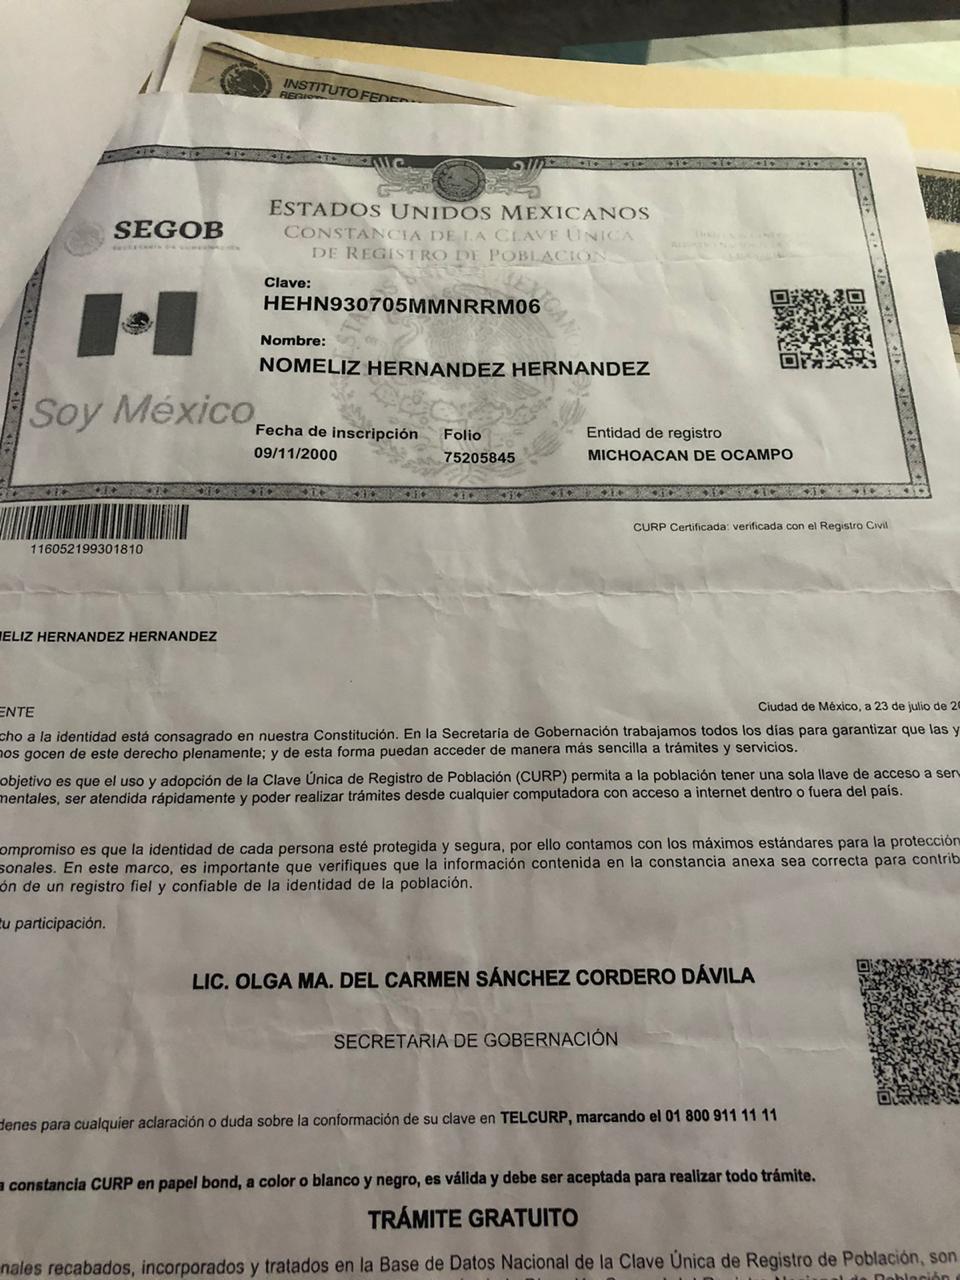 INSTITUTO FEDERAL
ESTADOS UNIDOS MEXICANOS
CONSTANCIA DE LA CLAVE ÚNICA
DE REGISTRO DE POBLACIÓN
SEGOB
SECRETARÍA DE GOBERNACIÓN
Clave:
HEHN930705MMNRRM06
Nombre:
NOMELIZ HERNANDEZ HERNANDEZ
Soy México
Fecha de inscripción Folio Entidad de registro
09/11/2000 75205845 MICHOACAN DE OCAMPO
CURP Certificada: verificada con el Registro Civil
116052199301810
MELIZ HERNANDEZ HERNANDEZ
ENTE
Ciudad de México, a 23 de julio de 20
cho a la identidad está consagrado en nuestra Constitución. En la Secretaría de Gobernación trabajamos todos los días para garantizar que las y
nos gocen de este derecho plenamente; y de esta forma puedan acceder de manera más sencilla a trámites y servicios.
objetivo es que el uso y adopción de la Clave Única de Registro de Población (CURP) permita a la población tener una sola llave de acceso a serv
mentales, ser atendida rápidamente y poder realizar trámites desde cualquier computadora con acceso a internet dentro o fuera del país.
ompromiso es que la identidad de cada persona esté protegida y segura, por ello contamos con los máximos estándares para la protección
sonales. En este marco, es importante que verifiques que la información contenida en la constancia anexa sea correcta para contrib
ón de un registro fiel y confiable de la identidad de la población.
tu participación.
LIC. OLGA MA. DEL CARMEN SÁNCHEZ CORDERO DÁVILA
SECRETARIA DE GOBERNACIÓN
denes para cualquier aclaración o duda sobre la conformación de su clave en TELCURP, marcando el 01 800 911 11 11
a constancia CURP en papel bond, a color o blanco y negro, es válida y debe ser aceptada para realizar todo trámite.
TRÁMITE GRATUITO
nales recabados, incorporados y tratados en la Base de Datos Nacional de la Clave Única de Registro de Población, son